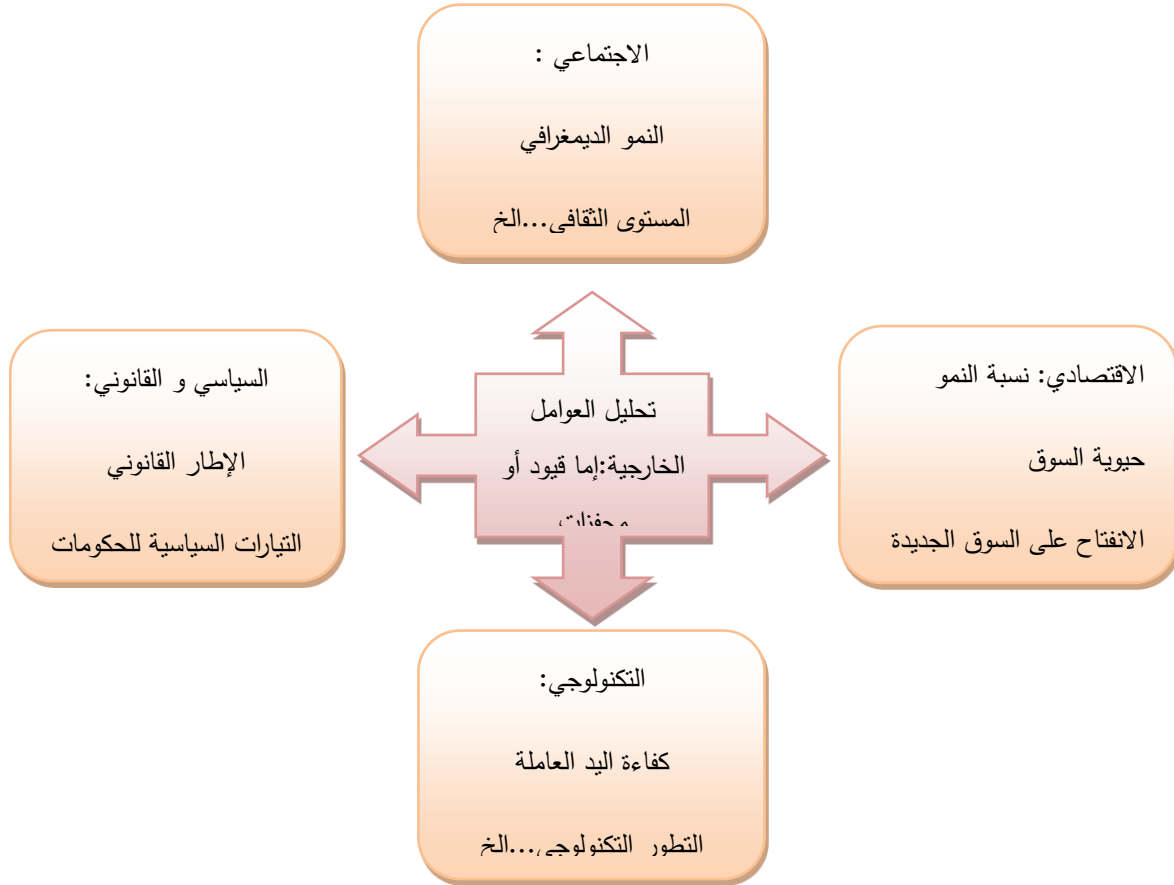 الاجتماعي :
النمو الديمغرافي
المستوى الثقافي...الخ
الاقتصادي: نسبة النمو
حيوية السوق
الانفتاح على السوق الجديدة
تحليل العوامل
الخارجية:إما قيود أو
محفزات
السياسي و القانوني:
الإطار القانوني
التيارات السياسية للحكومات
التكنولوجي:
كفاءة اليد العاملة
التطور التكنولوجي...الخ